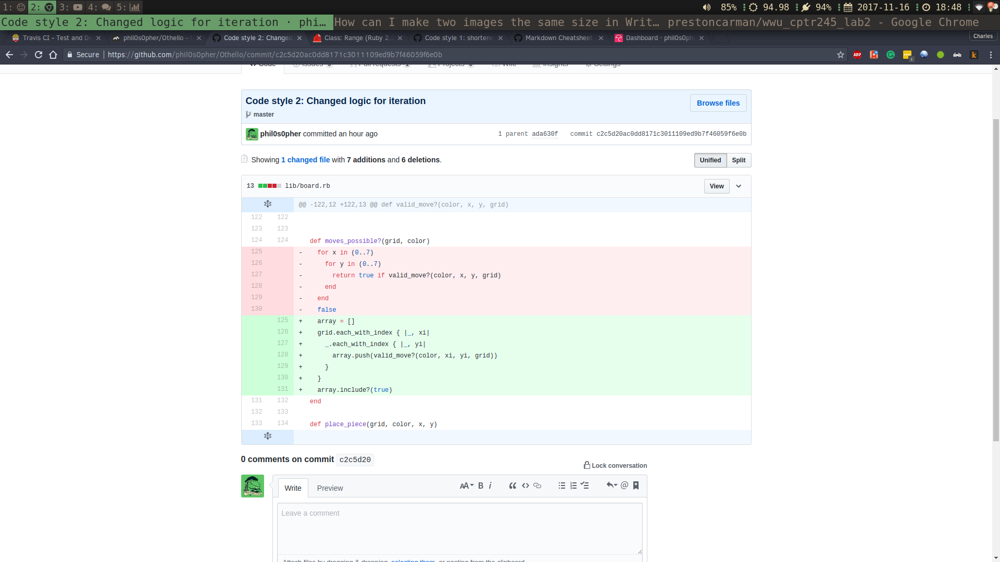 1: 2: 3: 4: 5: 85% 94.98 94% 2017-11-16 18:48
Code style 2: Changed logic for iteration · phi… How can I make two images the same size in Writ… prestoncarman/wwu_cptr245_lab2 - Google Chrome
Travis CI - Test and De phil0s0pher/Othello - Code style 2: Changed Class: Range (Ruby 2. Code style 1: shortene Markdown Cheatsheet Dashboard · phil0s0ph Charles
Secure https://github.com/phil0s0pher/Othello/commit/c2c5d20ac0dd8171c3011109ed9b7f46059f6e0b
Code Issues 0 Pull requests 1 Projects 0 Wiki Insights Settings
Code style 2: Changed logic for iteration
Browse files
master
phil0s0pher committed an hour ago
1 parent ada630f commit c2c5d20ac0dd8171c3011109ed9b7f46059f6e0b
Showing 1 changed file with 7 additions and 6 deletions.
Unified Split
13 lib/board.rb View
@@ -122,12 +122,13 @@ def valid_move?(color, x, y, grid)
122 122
123 123
124 124 def moves_possible?(grid, color)
125 - for x in (0..7)
126 - for y in (0..7)
127 - return true if valid_move?(color, x, y, grid)
128 - end
129 - end
130 - false
125 + array = []
126 + grid.each_with_index { |_, xi|
127 + _.each_with_index { |_, yi|
128 + array.push(valid_move?(color, xi, yi, grid))
129 + }
130 + }
131 + array.include?(true)
131 132 end
132 133
133 134 def place_piece(grid, color, x, y)
0 comments on commit c2c5d20
Lock conversation
Write Preview AA B i
Leave a comment
Attach files by dragging & dropping, selecting them, or pasting from the clipboard.